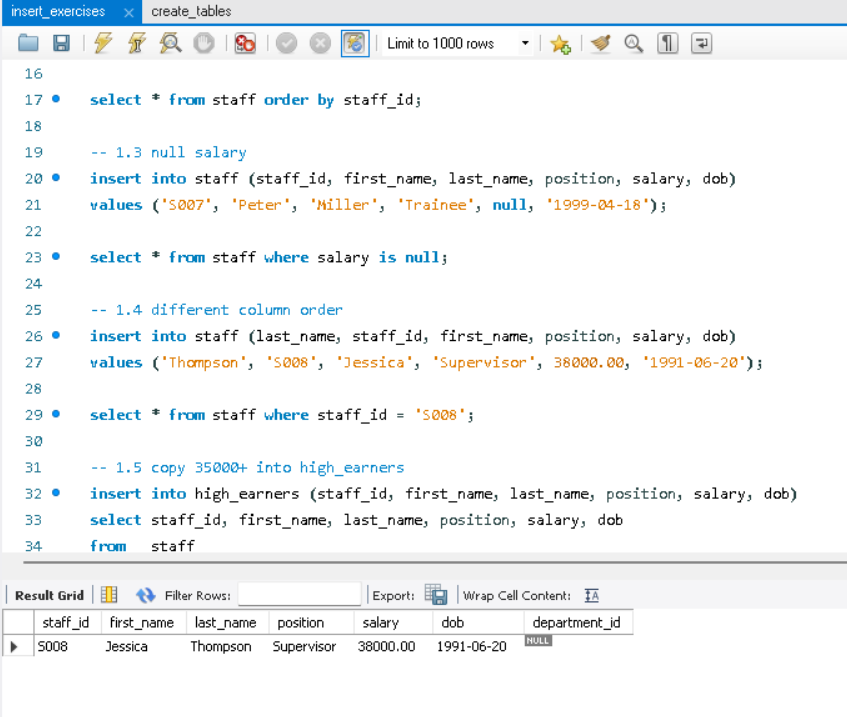 insert_exercises × create_tables
Limit to 1000 rows
16
17 select * from staff order by staff_id;
18
19 -- 1.3 null salary
20 insert into staff (staff_id, first_name, last_name, position, salary, dob)
21 values ('S007', 'Peter', 'Miller', 'Trainee', null, '1999-04-18');
22
23 select * from staff where salary is null;
24
25 -- 1.4 different column order
26 insert into staff (last_name, staff_id, first_name, position, salary, dob)
27 values ('Thompson', 'S008', 'Jessica', 'Supervisor', 38000.00, '1991-06-20');
28
29 select * from staff where staff_id = 'S008';
30
31 -- 1.5 copy 35000+ into high_earners
32 insert into high_earners (staff_id, first_name, last_name, position, salary, dob)
33 select staff_id, first_name, last_name, position, salary, dob
34 from staff
Result Grid Filter Rows: Export: Wrap Cell Content:
staff_id first_name last_name position salary dob department_id
S008 Jessica Thompson Supervisor 38000.00 1991-06-20 NULL